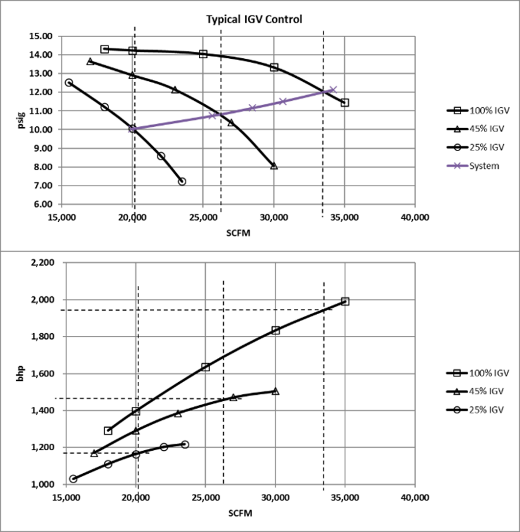 Typical IGV Control
15.00
14.00
13.00
12.00
11.00
10.00
9.00
8.00
7.00
6.00
psig
15,000 20,000 25,000 30,000 35,000 40,000
SCFM
100% IGV
45% IGV
25% IGV
System
2,200
2,000
1,800
1,600
1,400
1,200
1,000
bhp
15,000 20,000 25,000 30,000 35,000 40,000
SCFM
100% IGV
45% IGV
25% IGV